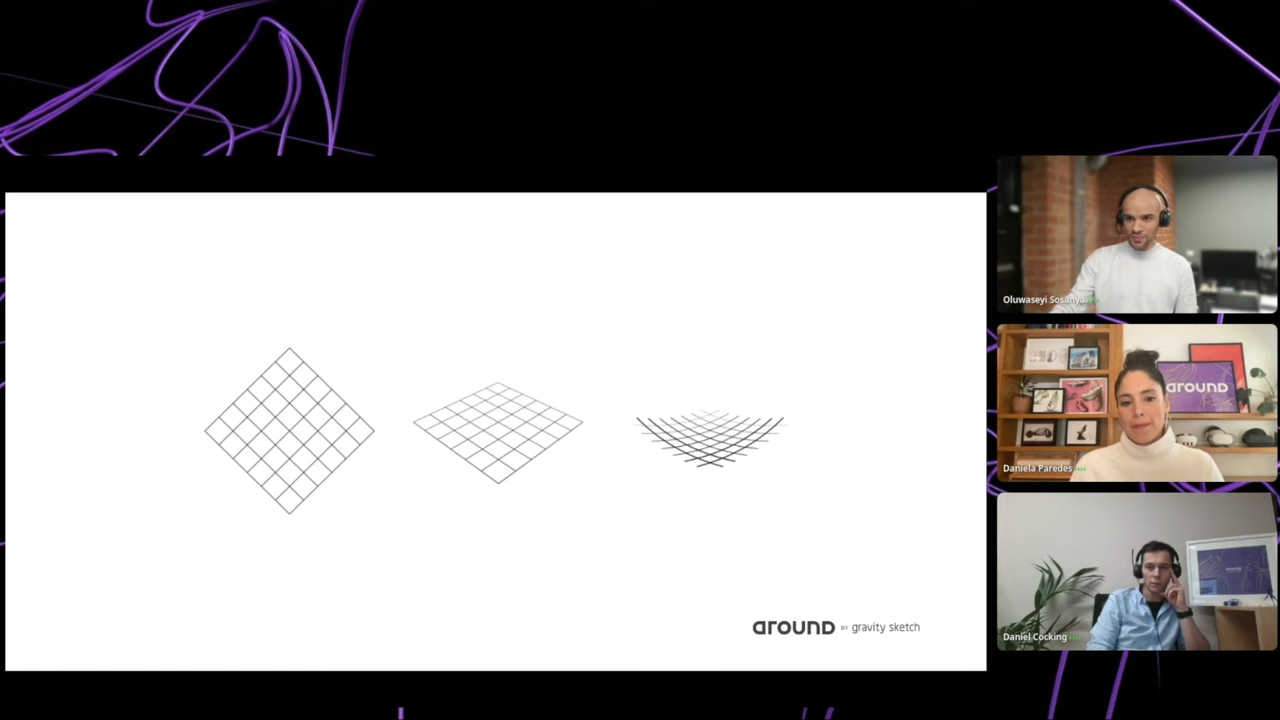 Oluwaseyi Sosanya
around
Daniela Paredes
Daniel Cocking
around BY gravity sketch